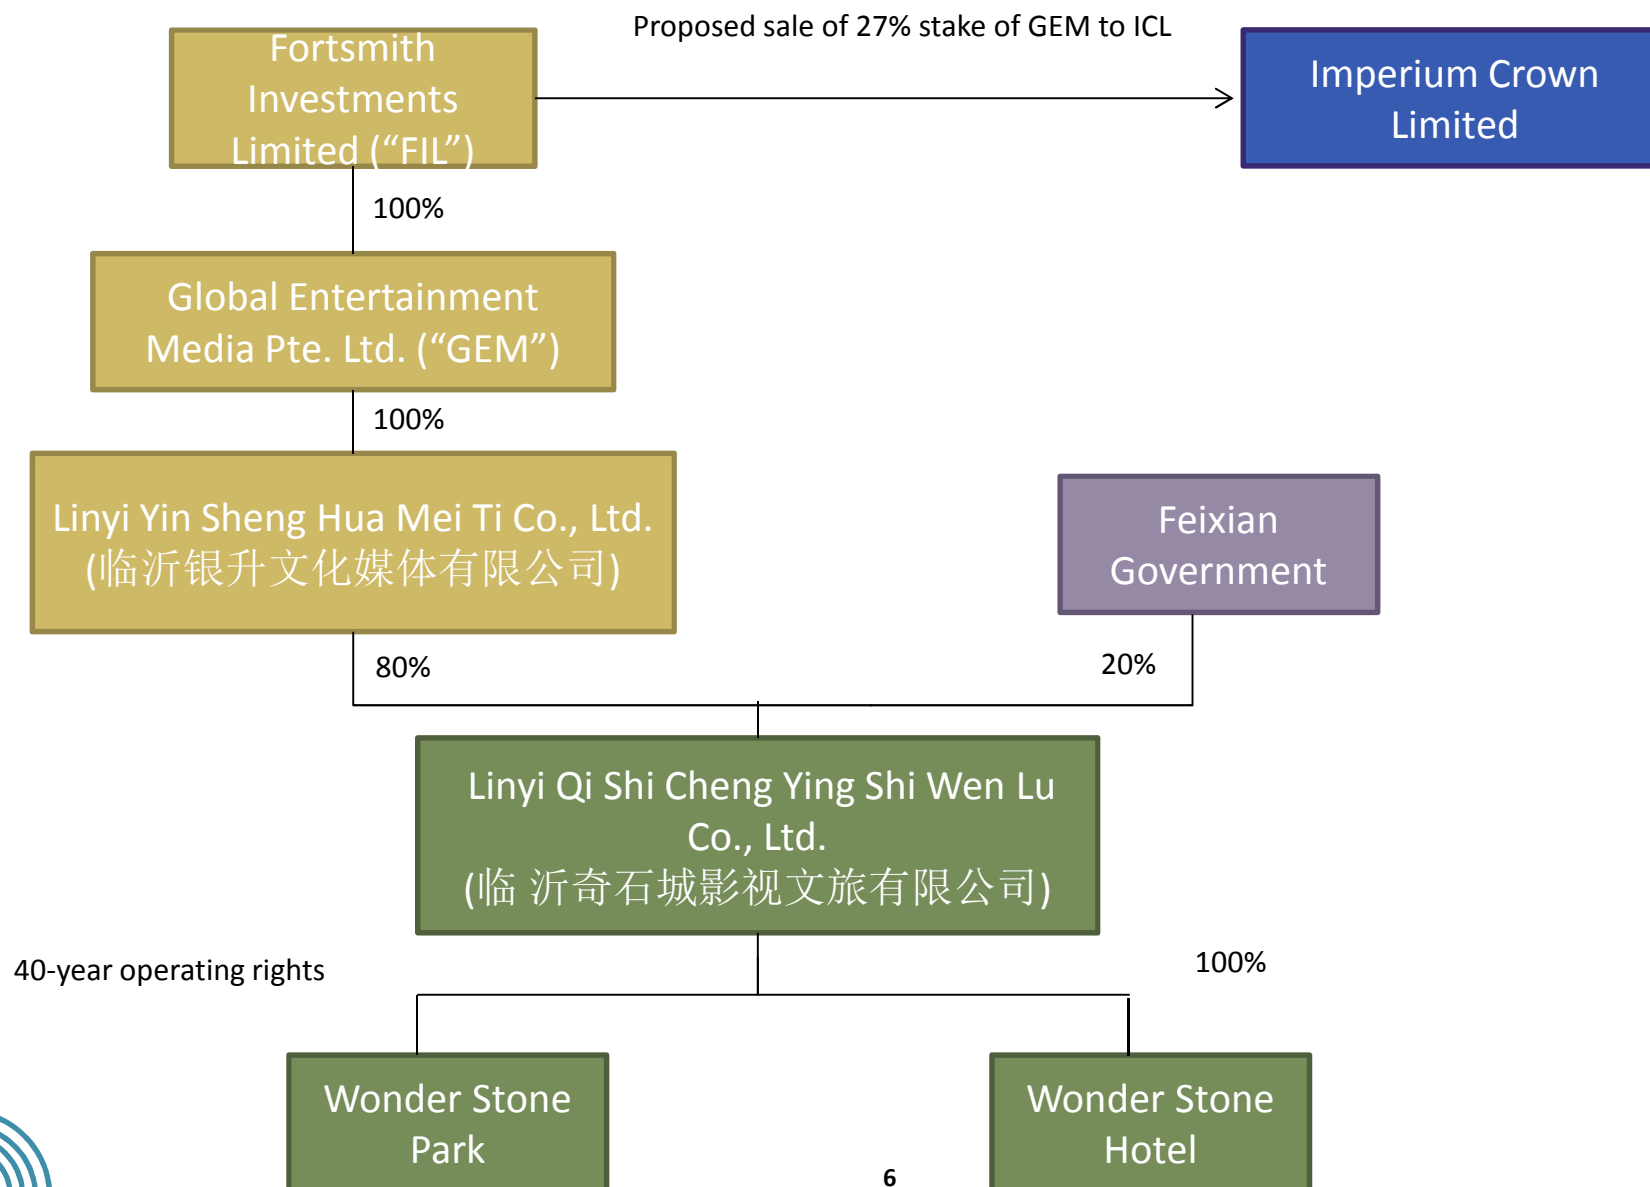 Proposed sale of 27% stake of GEM to ICL
Fortsmith
Investments
Limited (“FIL”)
Imperium Crown
Limited
100%
Global Entertainment
Media Pte. Ltd. (“GEM”)
100%
Linyi Yin Sheng Hua Mei Ti Co., Ltd.
(临沂银升文化媒体有限公司)
Feixian
Government
80%
20%
Linyi Qi Shi Cheng Ying Shi Wen Lu
Co., Ltd.
(临 沂奇石城影视文旅有限公司)
40-year operating rights
100%
Wonder Stone
Park
Wonder Stone
Hotel
6